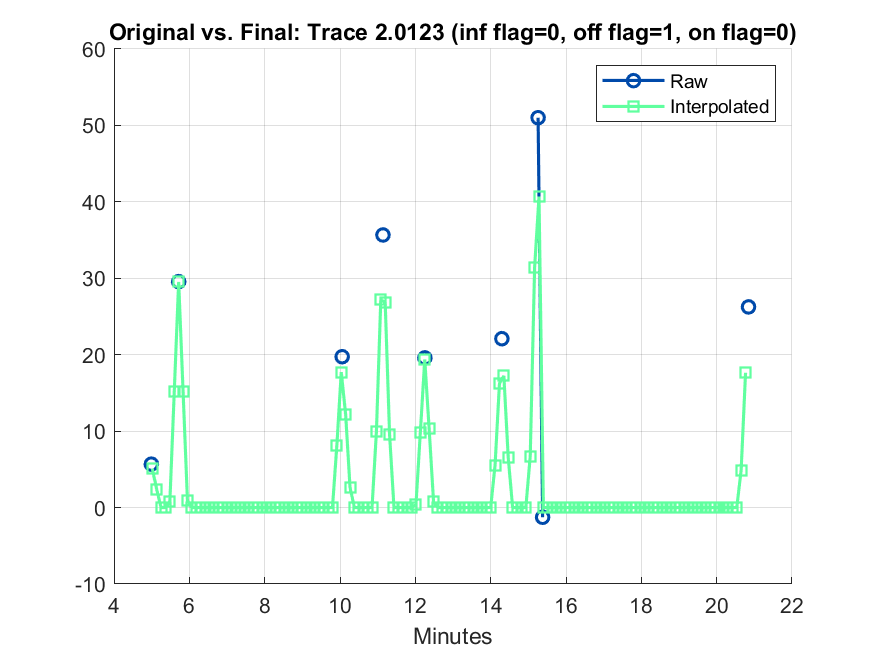 Original vs. Final: Trace 2.0123 (inf flag=0, off flag=1, on flag=0)
60
50
40
30
20
10
0
-10
Raw
Interpolated
4 6 8 10 12 14 16 18 20 22
Minutes